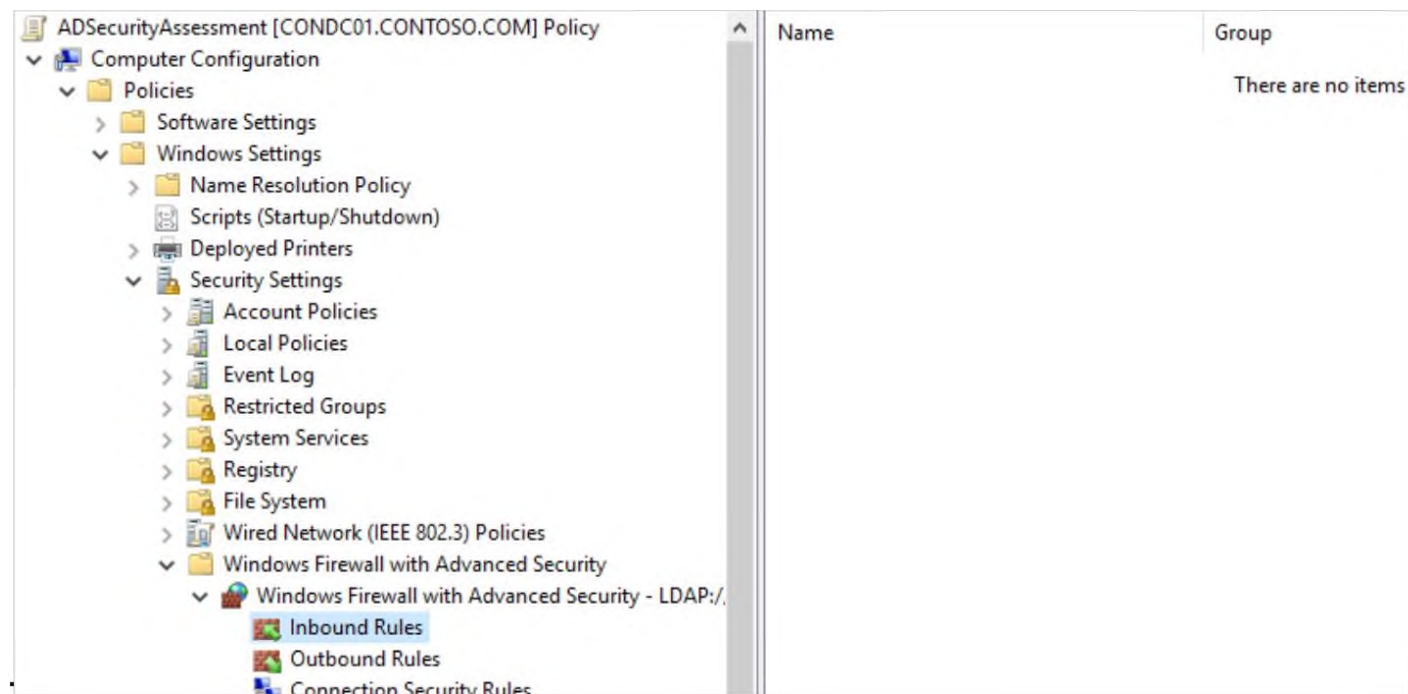 ADSecurityAssessment [CONDC01.CONTOSO.COM] Policy
Computer Configuration
Policies
Software Settings
Windows Settings
Name Resolution Policy
Scripts (Startup/Shutdown)
Deployed Printers
Security Settings
Account Policies
Local Policies
Event Log
Restricted Groups
System Services
Registry
File System
Wired Network (IEEE 802.3) Policies
Windows Firewall with Advanced Security
Windows Firewall with Advanced Security - LDAP:/
Inbound Rules
Outbound Rules
Connection Security Rules
Name Group
There are no items